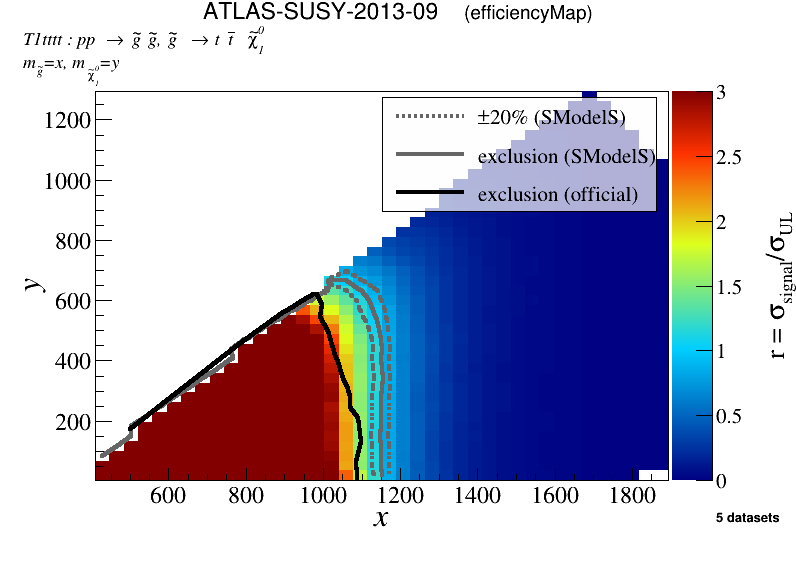 ATLAS-SUSY-2013-09 (efficiencyMap)
T1tttt : pp → g̃ g̃, g̃ → t t̄ χ̃⁰₁
m_g̃=x, m_χ̃⁰₁=y
±20% (SModelS)
exclusion (SModelS)
exclusion (official)
1200
1000
800
600
400
200
y
600 800 1000 1200 1400 1600 1800
x
3
2.5
2
1.5
1
0.5
0
r = σ_signal/σ_UL
5 datasets